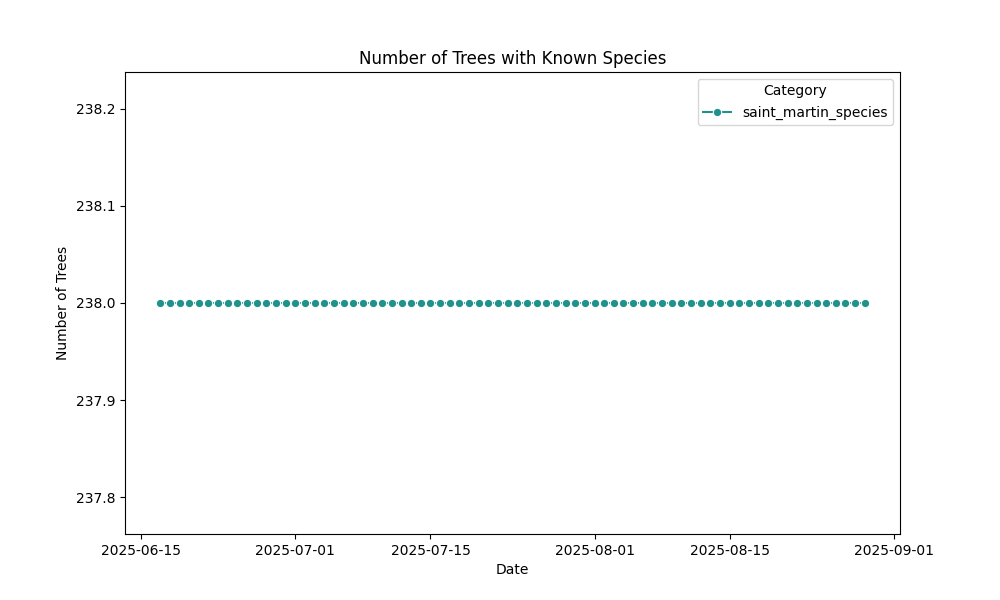 Number of Trees with Known Species
Category
saint_martin_species
238.2
238.1
238.0
237.9
237.8
Number of Trees
2025-06-15
2025-07-01
2025-07-15
2025-08-01
2025-08-15
2025-09-01
Date